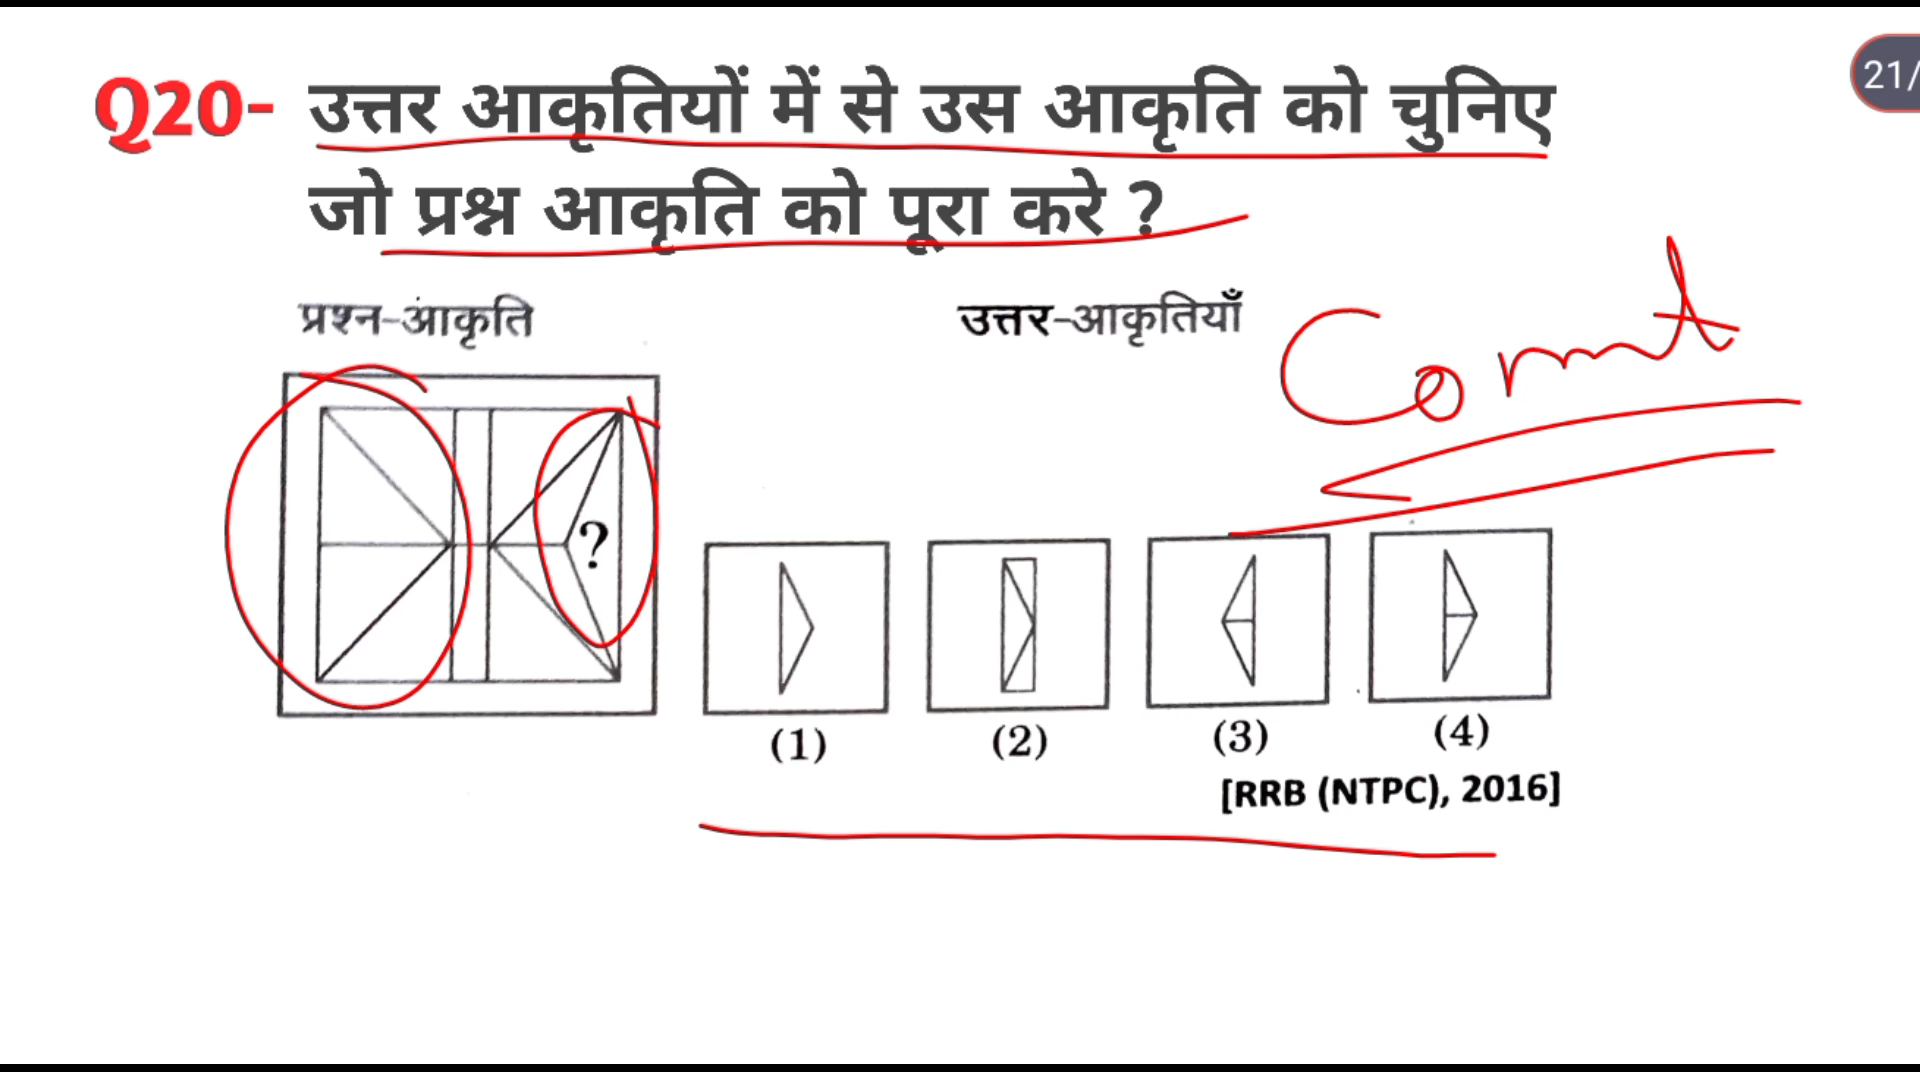 Q20- उत्तर आकृतियों में से उस आकृति को चुनिए
जो प्रश्न आकृति को पूरा करे ?
21/
प्रश्न-आकृति
उत्तर-आकृतियाँ
?
(1) (2) (3) (4)
[RRB (NTPC), 2016]